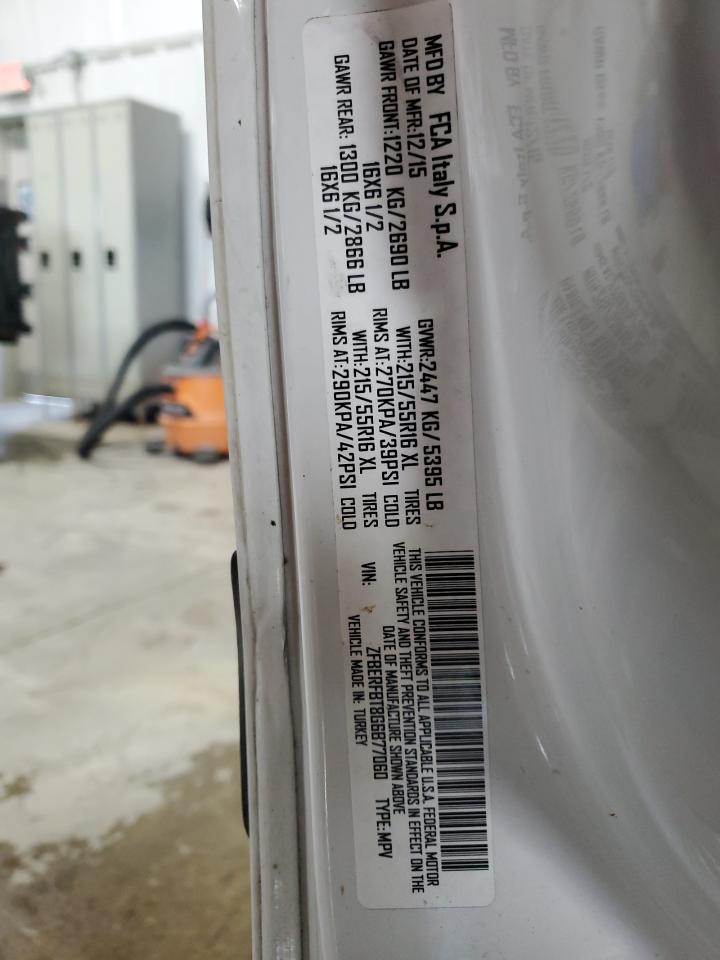 MFD BY FCA Italy S.p.A. GVWR:2447 KG/5395 LB
DATE OF MFR:12/15 WITH:215/55R16 XL TIRES
GAWR FRONT:1220 KG/2690 LB RIMS AT:270KPA/39PSI COLD
16X6 1/2 WITH:215/55R16 XL TIRES
GAWR REAR: 1300 KG/2866 LB RIMS AT:290KPA/42PSI COLD
16X6 1/2
THIS VEHICLE CONFORMS TO ALL APPLICABLE U.S.A. FEDERAL MOTOR
VEHICLE SAFETY AND THEFT PREVENTION STANDARDS IN EFFECT ON THE
DATE OF MANUFACTURE SHOWN ABOVE
VIN: ZFBERFBT8G6B77060 TYPE:MPV
VEHICLE MADE IN: TURKEY